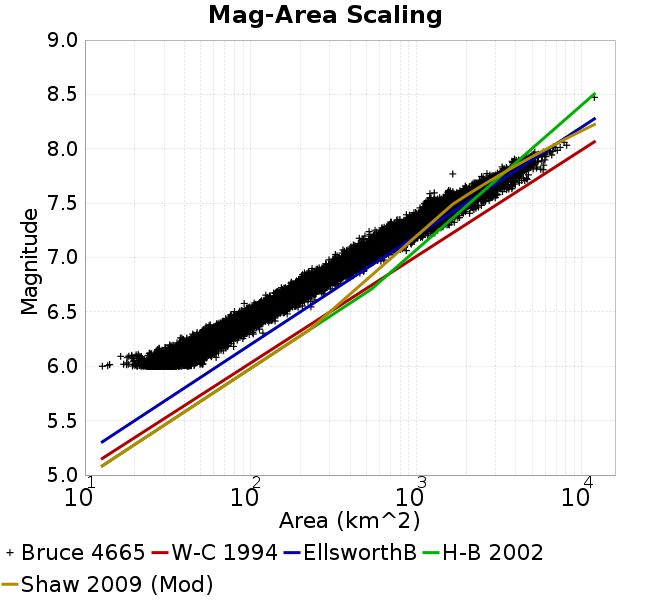 Mag-Area Scaling
9.0
8.5
8.0
7.5
7.0
6.5
6.0
5.5
5.0
Magnitude
10^1 10^2 10^3 10^4
Area (km^2)
Bruce 4665 W-C 1994 EllsworthB H-B 2002
Shaw 2009 (Mod)